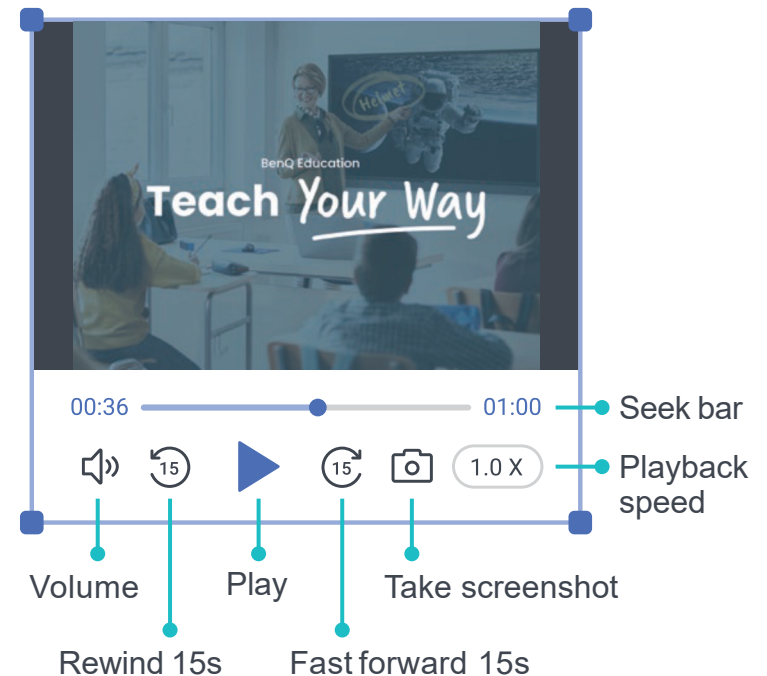 Helmet
BenQ Education
Teach Your Way
00:36
01:00
Seek bar
15
15
1.0 X
Playback
speed
Volume
Play
Take screenshot
Rewind 15s
Fast forward 15s